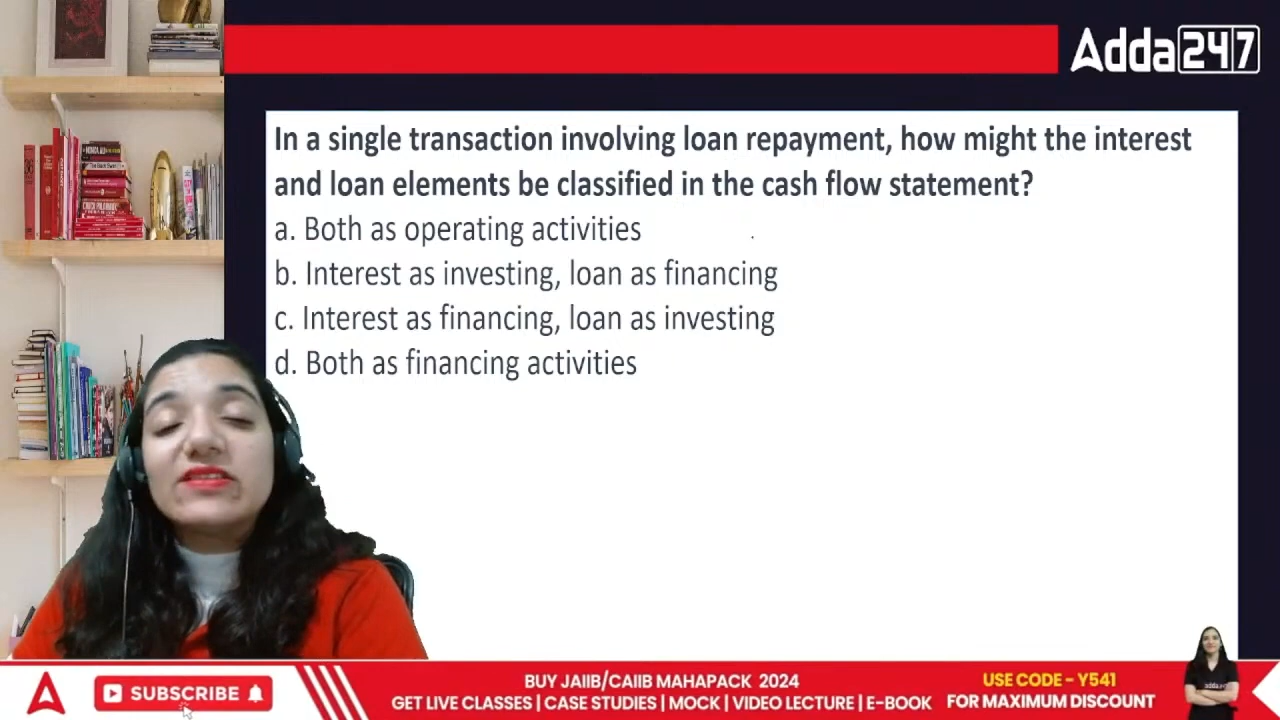 Adda247
In a single transaction involving loan repayment, how might the interest
and loan elements be classified in the cash flow statement?
a. Both as operating activities
b. Interest as investing, loan as financing
c. Interest as financing, loan as investing
d. Both as financing activities
SUBSCRIBE
BUY JAIIB/CAIIB MAHAPACK 2024
GET LIVE CLASSES | CASE STUDIES | MOCK | VIDEO LECTURE | E-BOOK
USE CODE - Y541
FOR MAXIMUM DISCOUNT